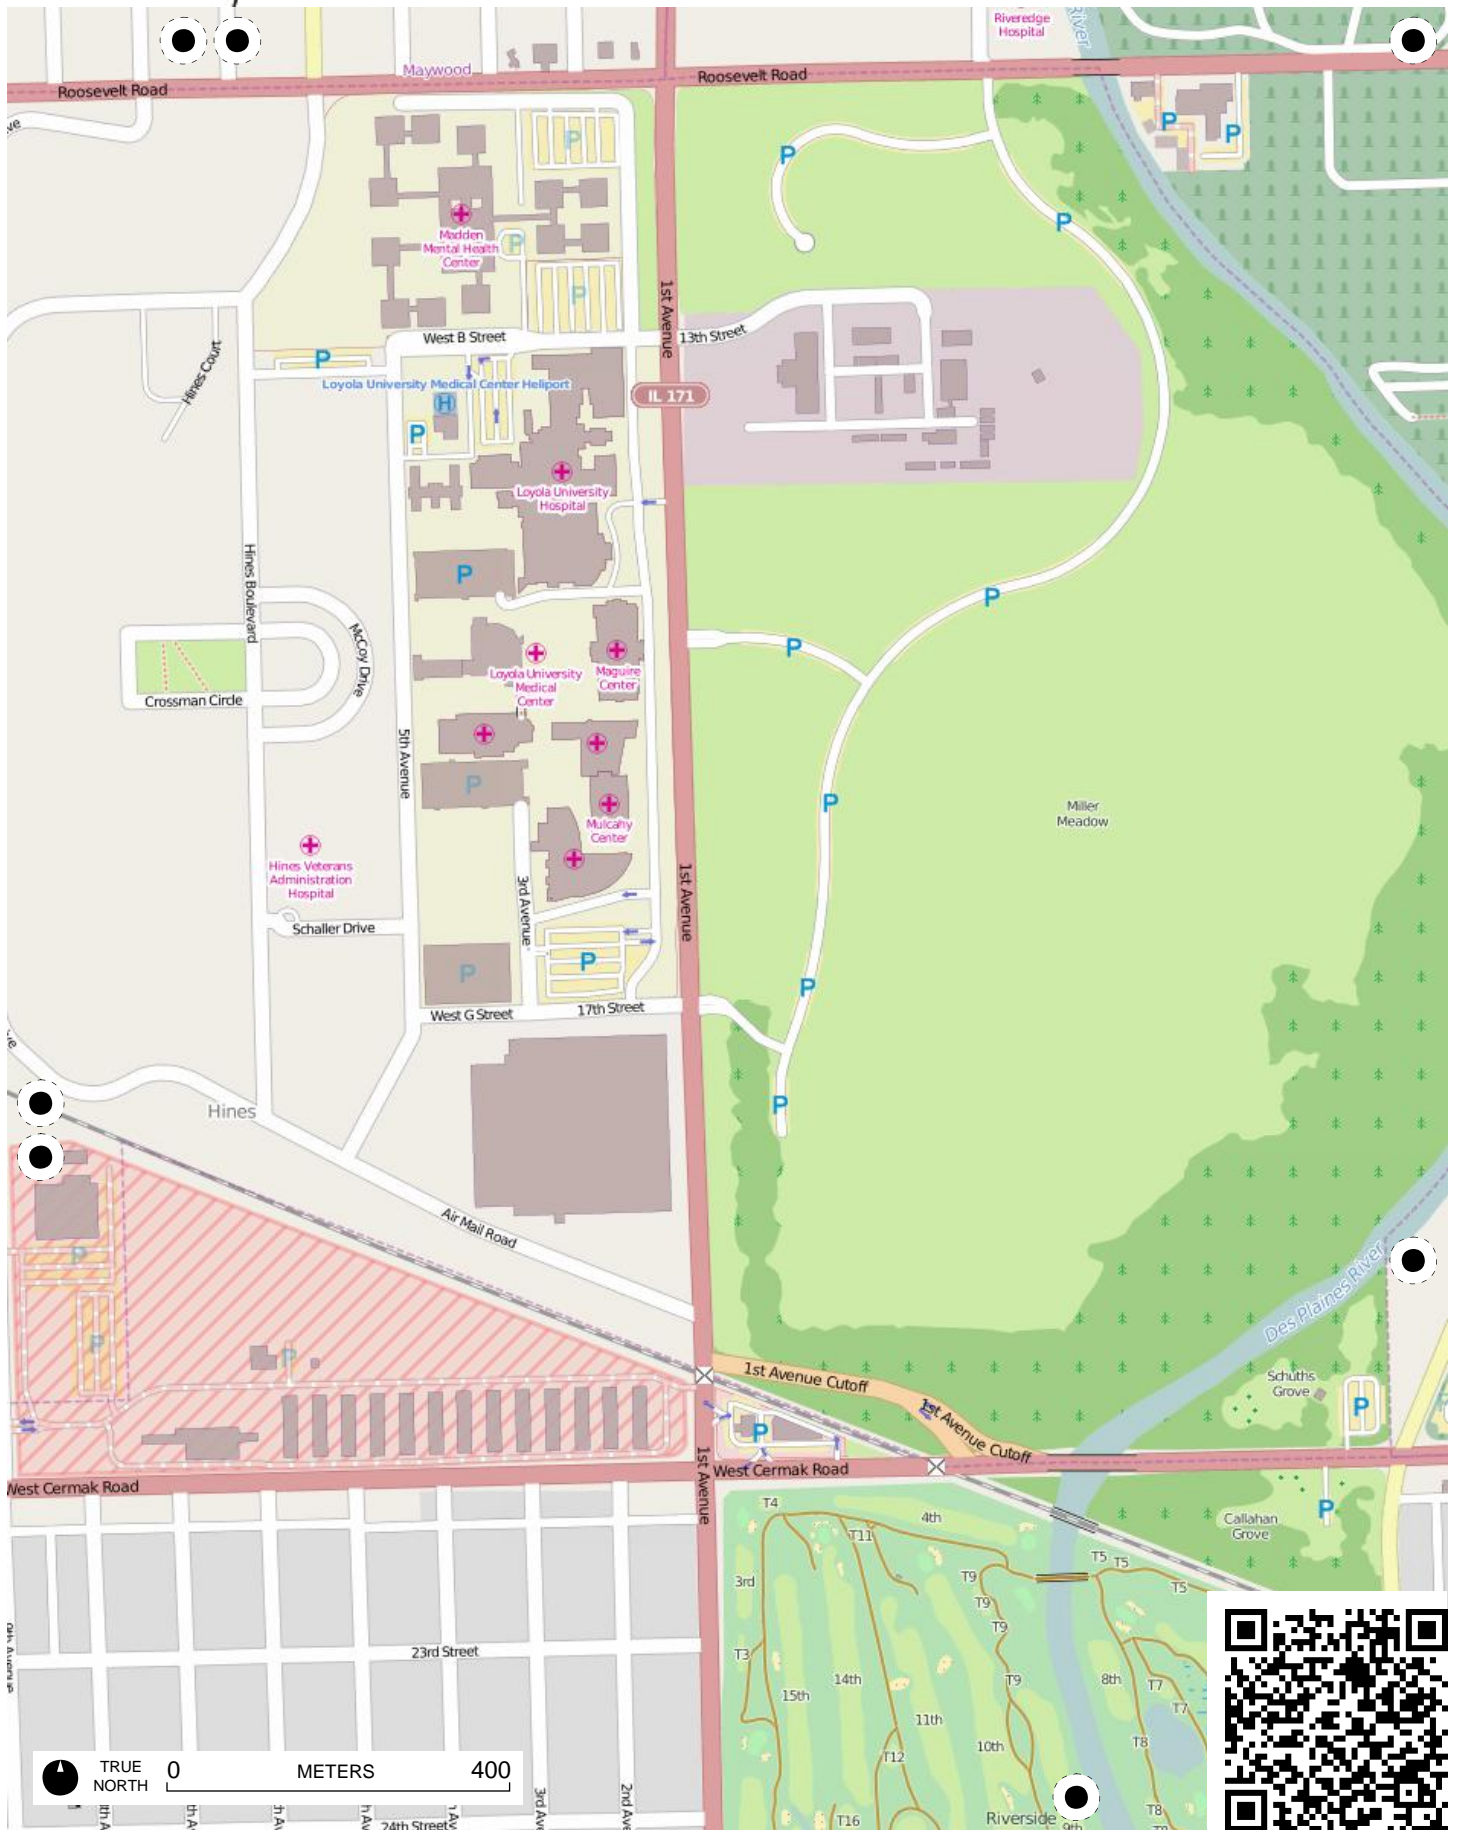 Riveredge
Hospital
River
Maywood
Roosevelt Road
Roosevelt Road
ve
P
P
P
P
P
Madden
Mental Health
Center
P
P
P
1st Avenue
West B Street
13th Street
Hines Court
P
Loyola University Medical Center Heliport
H
IL 171
P
Loyola University
Hospital
Hines Boulevard
P
P
McCoy Drive
P
Loyola University
Medical
Center
Maguire
Center
Crossman Circle
5th Avenue
P
P
Miller
Meadow
Mulcahy
Center
Hines Veterans
Administration
Hospital
3rd Avenue
1st Avenue
Schaller Drive
P
P
P
West G Street
17th Street
P
Hines
Air Mail Road
P
Des Plaines River
P
P
1st Avenue Cutoff
Schuths
Grove
P
1st Avenue Cutoff
P
West Cermak Road
1st Avenue
West Cermak Road
T4
4th
T11
P
Callahan
Grove
T5
T5
T5
3rd
T9
T9
T9
9th Avenue
23rd Street
T3
14th
T9
8th
T7
15th
T7
11th
10th
T8
T12
TRUE
NORTH
0
METERS
400
3rd Ave
2nd Ave
24th Street
T16
Riverside
9th
T8